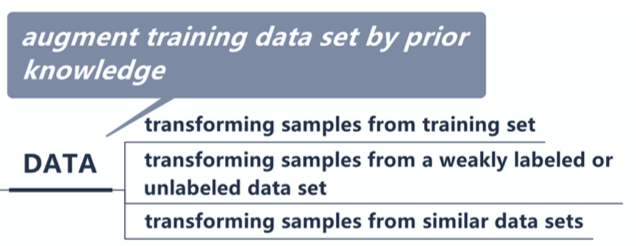 augment training data set by prior
knowledge
transforming samples from training set
DATA
transforming samples from a weakly labeled or
unlabeled data set
transforming samples from similar data sets